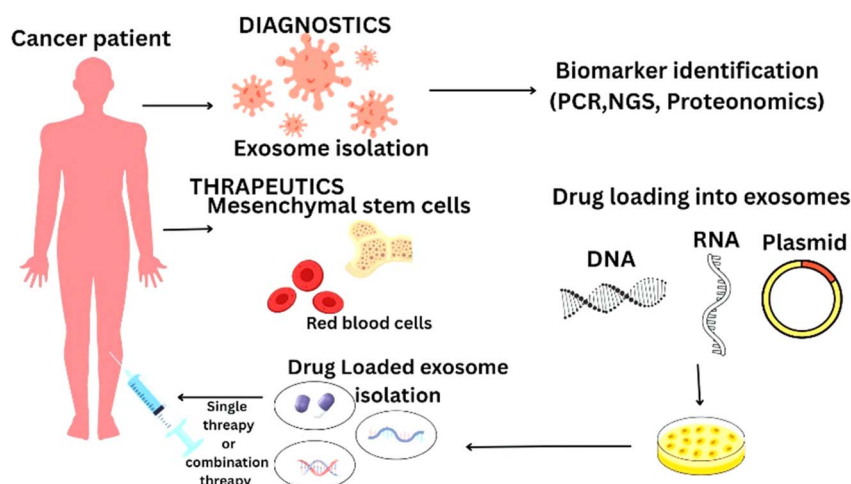 Cancer patient
DIAGNOSTICS
Exosome isolation
Biomarker identification
(PCR,NGS, Proteonomics)
THRAPEUTICS
Mesenchymal stem cells
Red blood cells
Drug loading into exosomes
DNA
RNA
Plasmid
Drug Loaded exosome
isolation
Single
threapy
or
combination
threapy